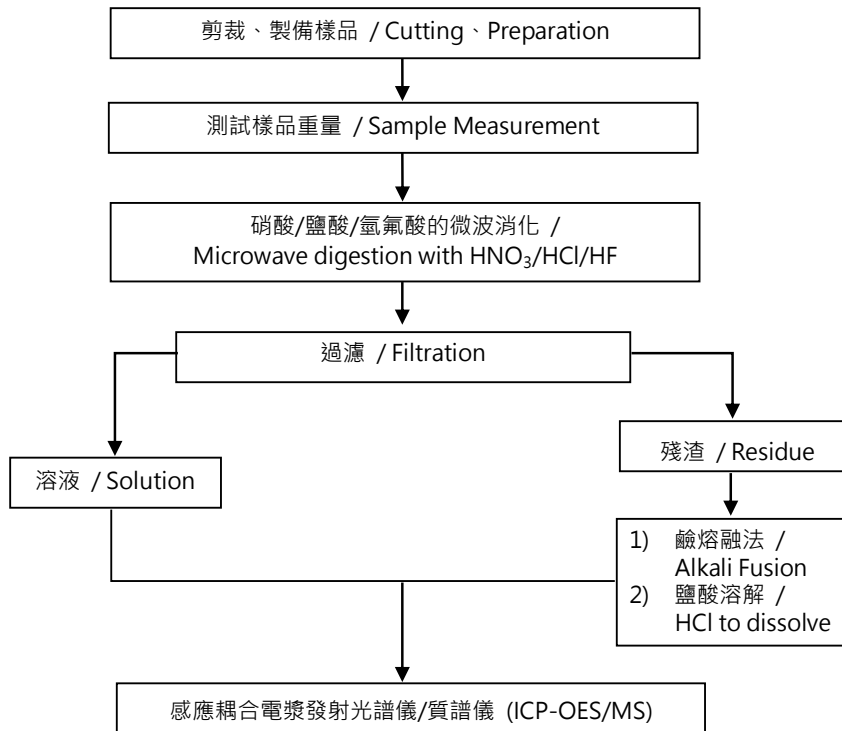 剪裁、製備樣品 / Cutting、Preparation
測試樣品重量 / Sample Measurement
硝酸/鹽酸/氫氟酸的微波消化 /
Microwave digestion with HNO₃/HCl/HF
過濾 / Filtration
溶液 / Solution
殘渣 / Residue
1) 鹼熔融法 /
Alkali Fusion
2) 鹽酸溶解 /
HCl to dissolve
感應耦合電漿發射光譜儀/質譜儀 (ICP-OES/MS)